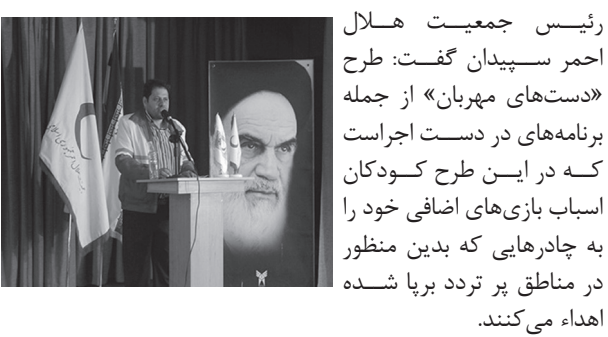 رئیس جمعیت هلال
احمر سپیدان گفت: طرح
«دست‌های مهربان» از جمله
برنامه‌های در دست اجراست
که در این طرح کودکان
اسباب بازی‌های اضافی خود را
به چادرهایی که بدین منظور
در مناطق پر تردد برپا شده
اهداء می‌کنند.